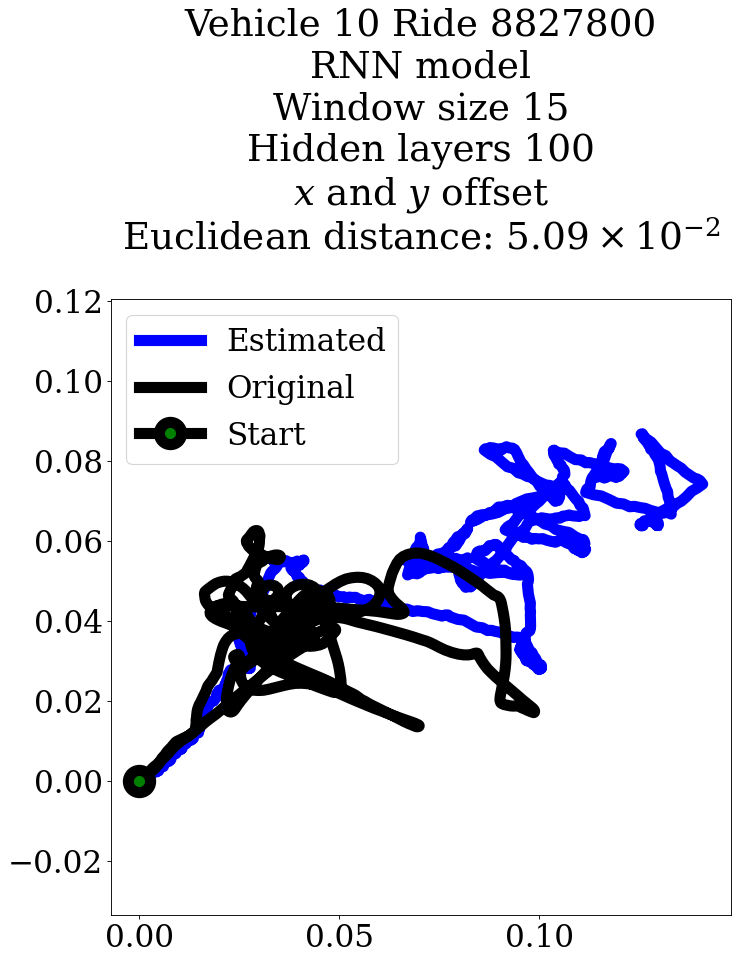 Vehicle 10 Ride 8827800
RNN model
Window size 15
Hidden layers 100
x and y offset
Euclidean distance: 5.09 × 10⁻²
0.12
0.10
0.08
0.06
0.04
0.02
0.00
−0.02
Estimated
Original
Start
0.00 0.05 0.10